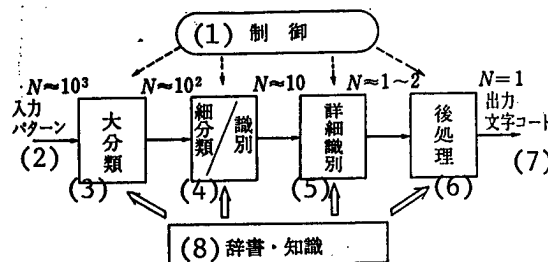 (1) 制御
N≈10³ N≈10² N≈10 N≈1~2 N=1
入力
パターン
(2)
大分類
(3)
細分類/識別
(4)
詳細識別
(5)
後処理
(6)
出力
文字コード
(7)
(8) 辞書・知識